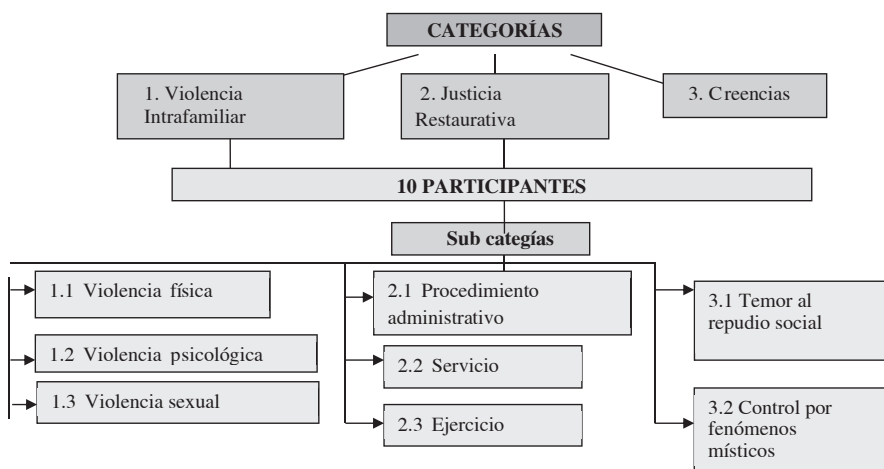 CATEGORÍAS
1. Violencia
Intrafamiliar
2. Justicia
Restaurativa
3. Creencias
10 PARTICIPANTES
Sub categías
1.1 Violencia física
1.2 Violencia psicológica
1.3 Violencia sexual
2.1 Procedimiento
administrativo
2.2 Servicio
2.3 Ejercicio
3.1 Temor al
repudio social
3.2 Control por
fenómenos
místicos